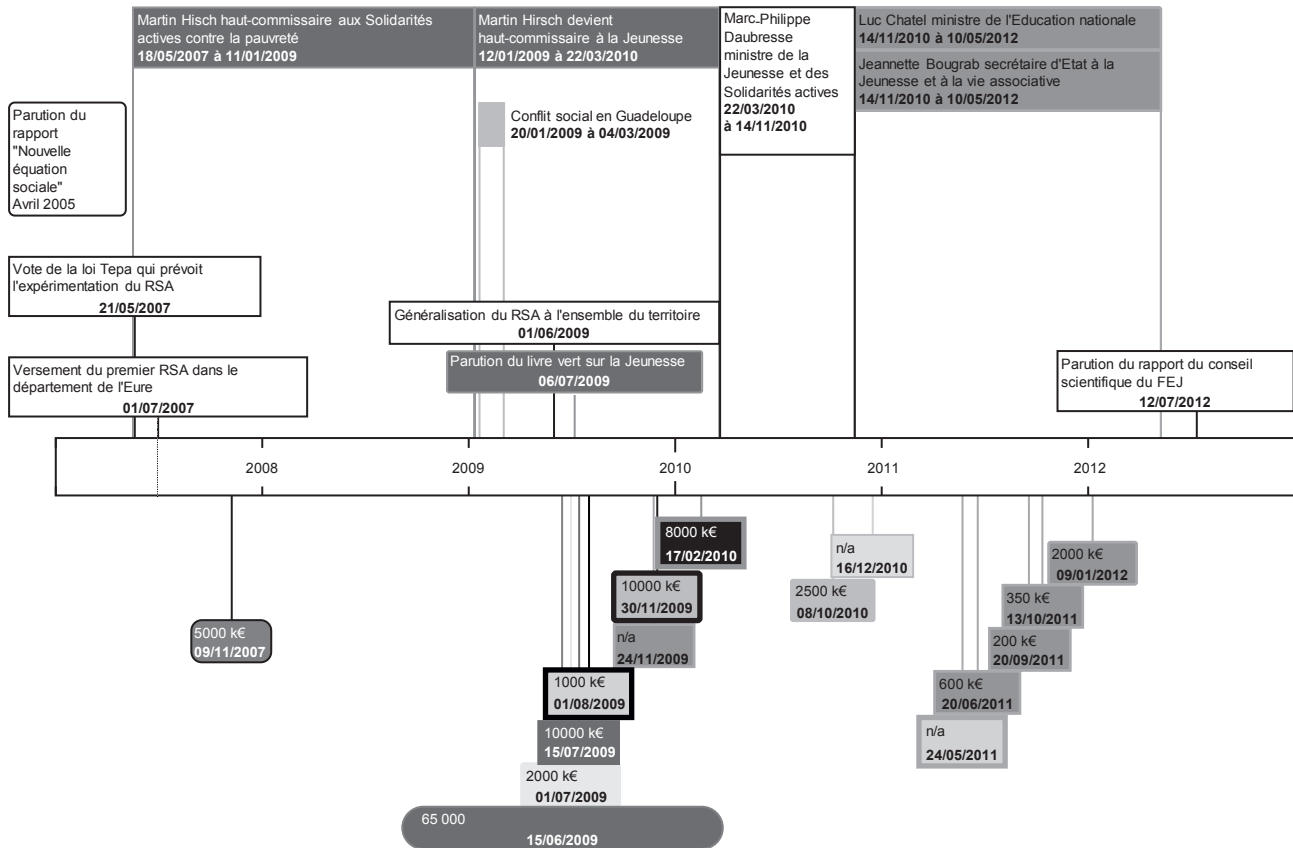 Martin Hisch haut-commissaire aux Solidarités
actives contre la pauvreté
18/05/2007 à 11/01/2009
Martin Hirsch devient
haut-commissaire à la Jeunesse
12/01/2009 à 22/03/2010
Marc-Philippe
Daubresse
ministre de la
Jeunesse et des
Solidarités actives
22/03/2010
à 14/11/2010
Luc Chatel ministre de l'Education nationale
14/11/2010 à 10/05/2012
Jeannette Bougrab secrétaire d'Etat à la
Jeunesse et à la vie associative
14/11/2010 à 10/05/2012
Parution du
rapport
"Nouvelle
équation
sociale"
Avril 2005
Conflit social en Guadeloupe
20/01/2009 à 04/03/2009
Vote de la loi Tepa qui prévoit
l'expérimentation du RSA
21/05/2007
Généralisation du RSA à l'ensemble du territoire
01/06/2009
Versement du premier RSA dans le
département de l'Eure
01/07/2007
Parution du livre vert sur la Jeunesse
06/07/2009
Parution du rapport du conseil
scientifique du FEJ
12/07/2012
2008
2009
2010
2011
2012
5000 k€
09/11/2007
8000 k€
17/02/2010
10000 k€
30/11/2009
n/a
24/11/2009
1000 k€
01/08/2009
10000 k€
15/07/2009
2000 k€
01/07/2009
65 000
15/06/2009
n/a
16/12/2010
2500 k€
08/10/2010
2000 k€
09/01/2012
350 k€
13/10/2011
200 k€
20/09/2011
600 k€
20/06/2011
n/a
24/05/2011